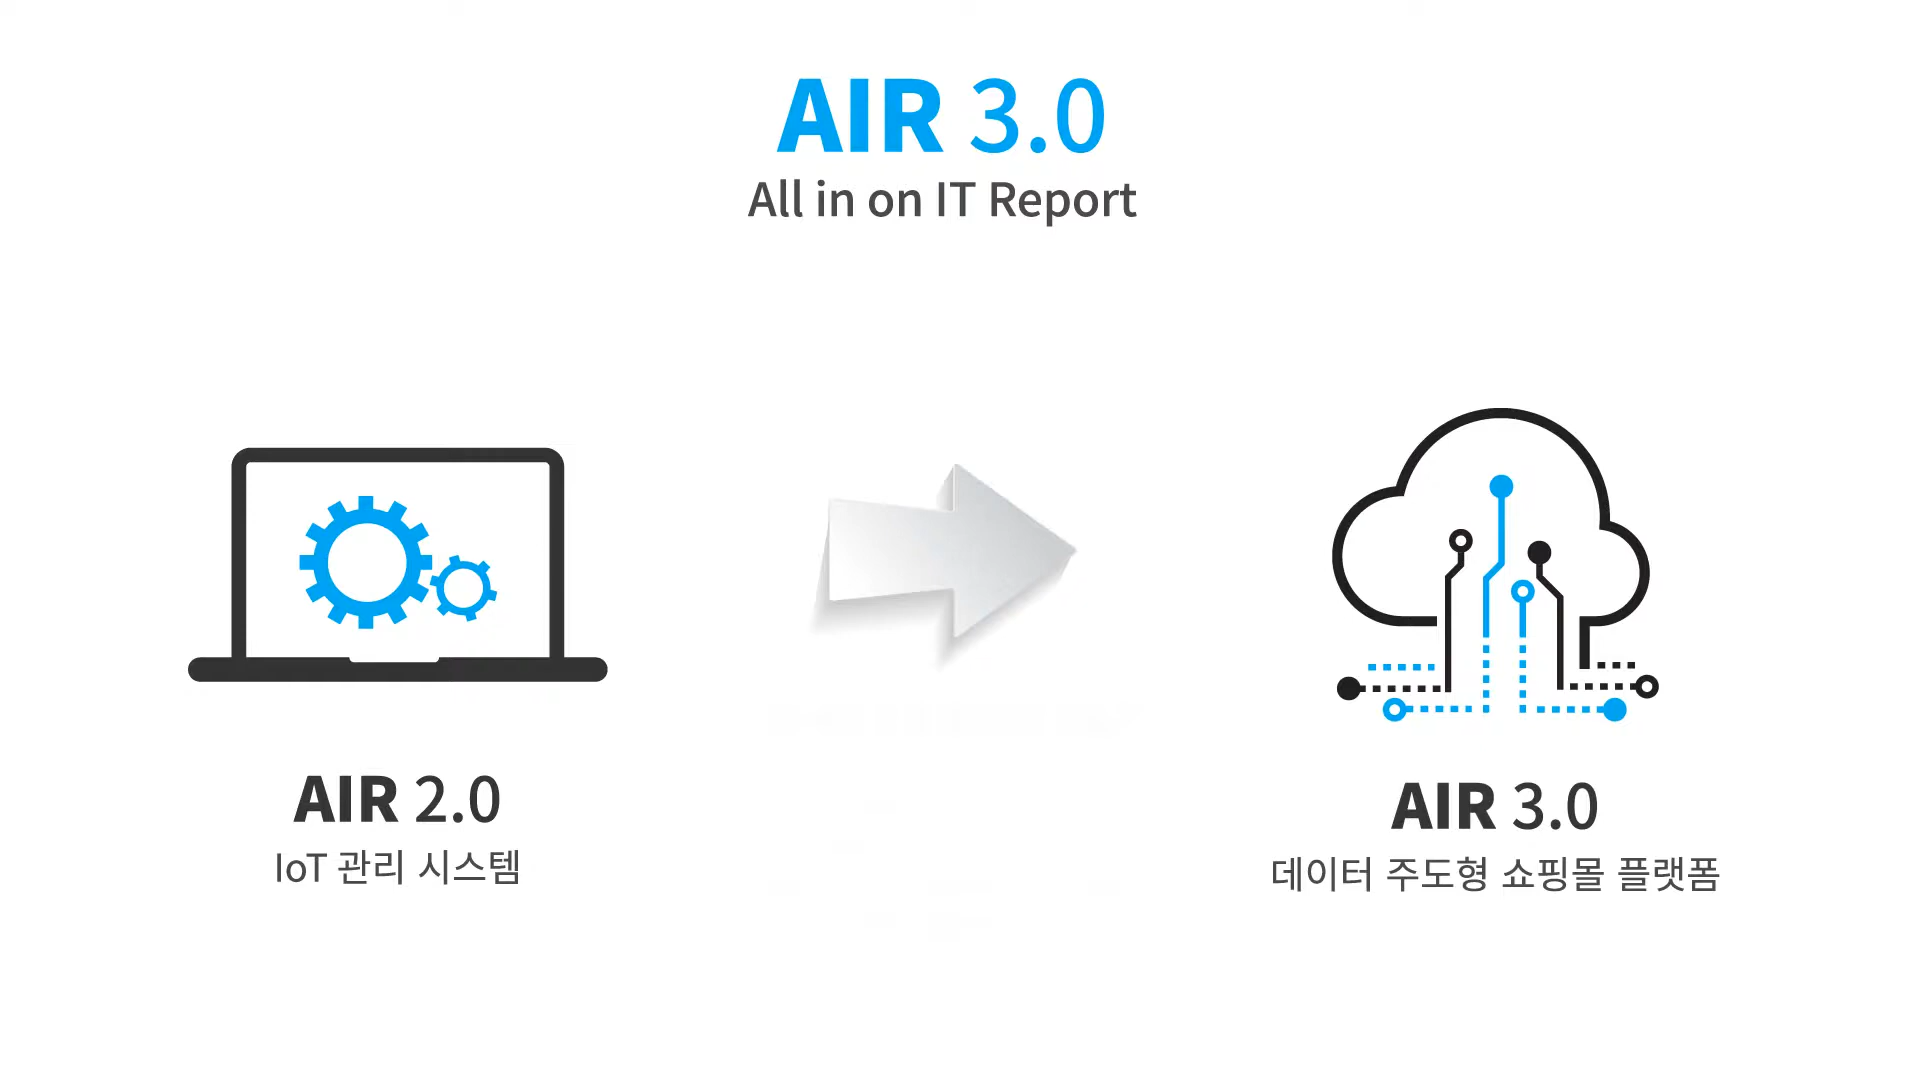 AIR 3.0
All in on IT Report
AIR 2.0
IoT 관리 시스템
AIR 3.0
데이터 주도형 쇼핑몰 플랫폼